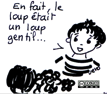 En fait, le
loup était
un loup
gentil...